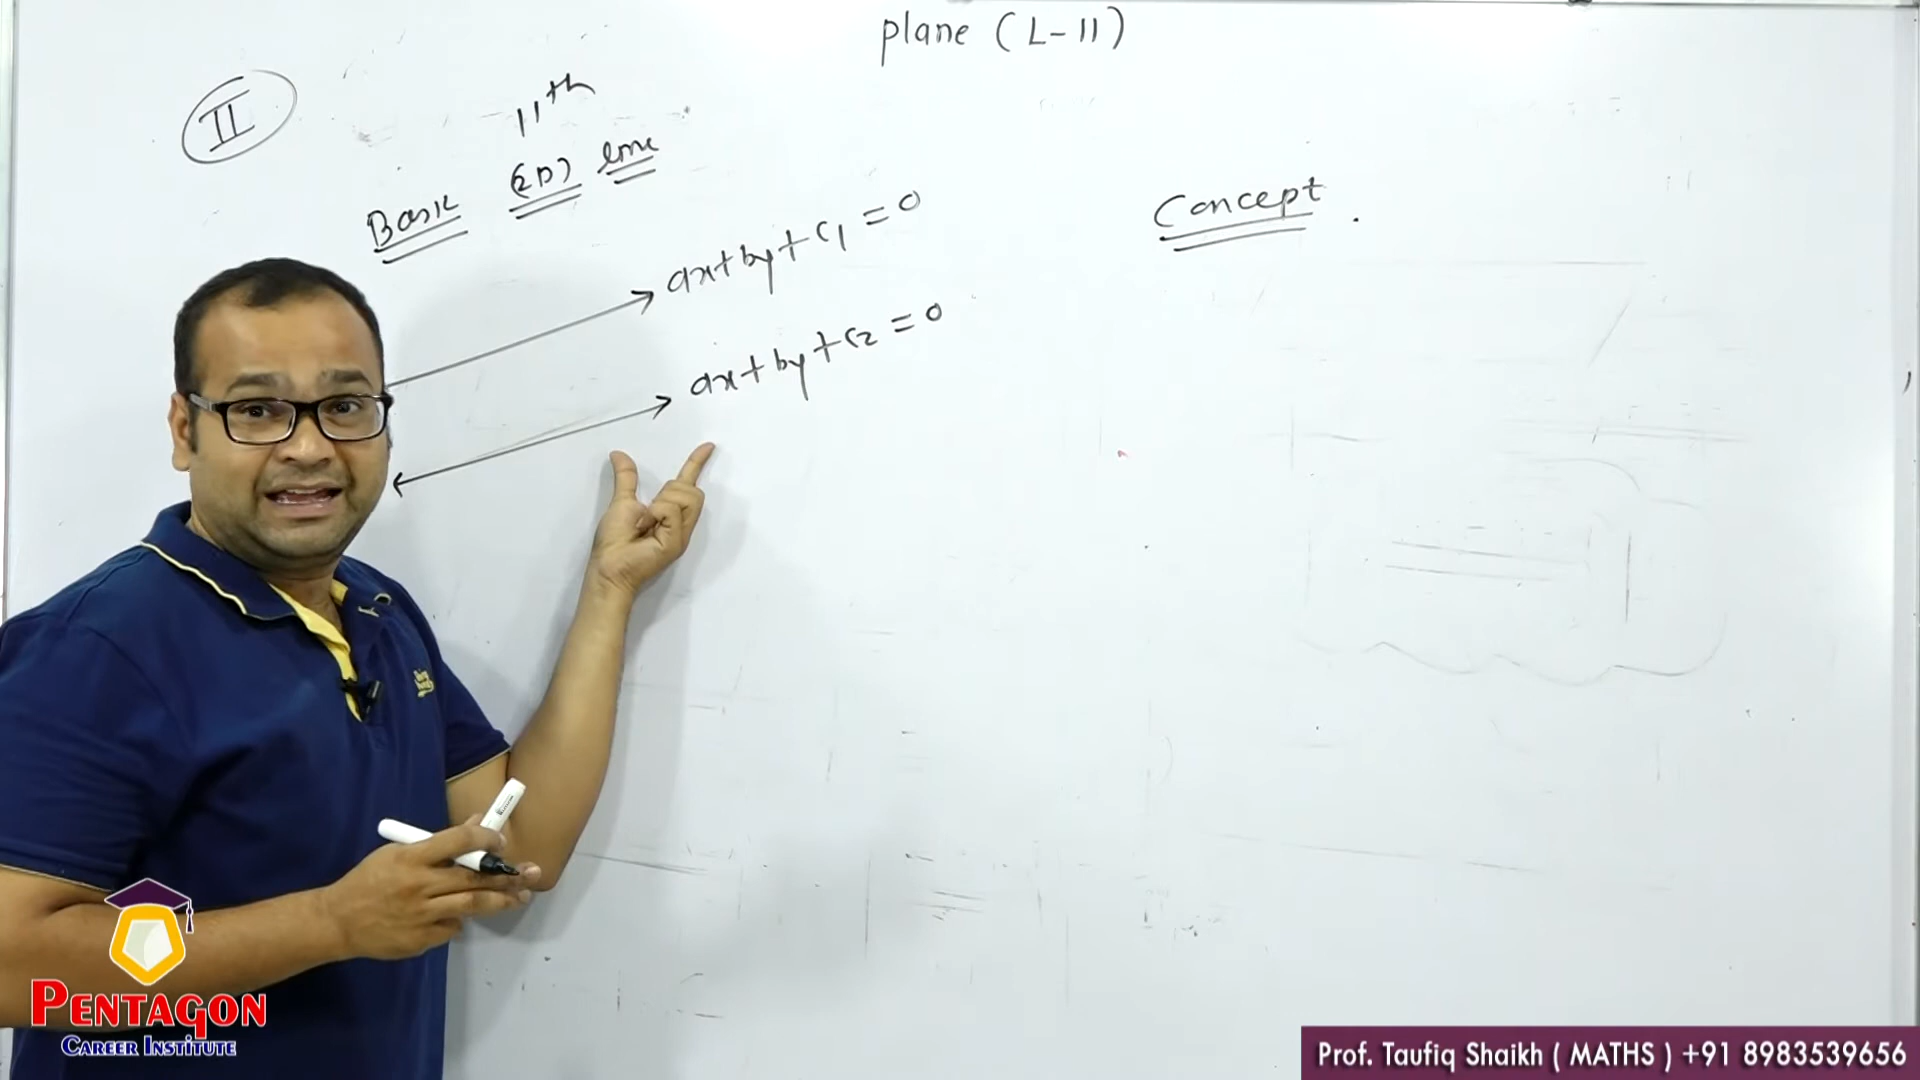 plane (L-11)
II
11th
Basic (2D) line
ax+by+c1=0
ax+by+c2=0
Concept
PENTAGON
CAREER INSTITUTE
Prof. Taufiq Shaikh ( MATHS ) +91 8983539656